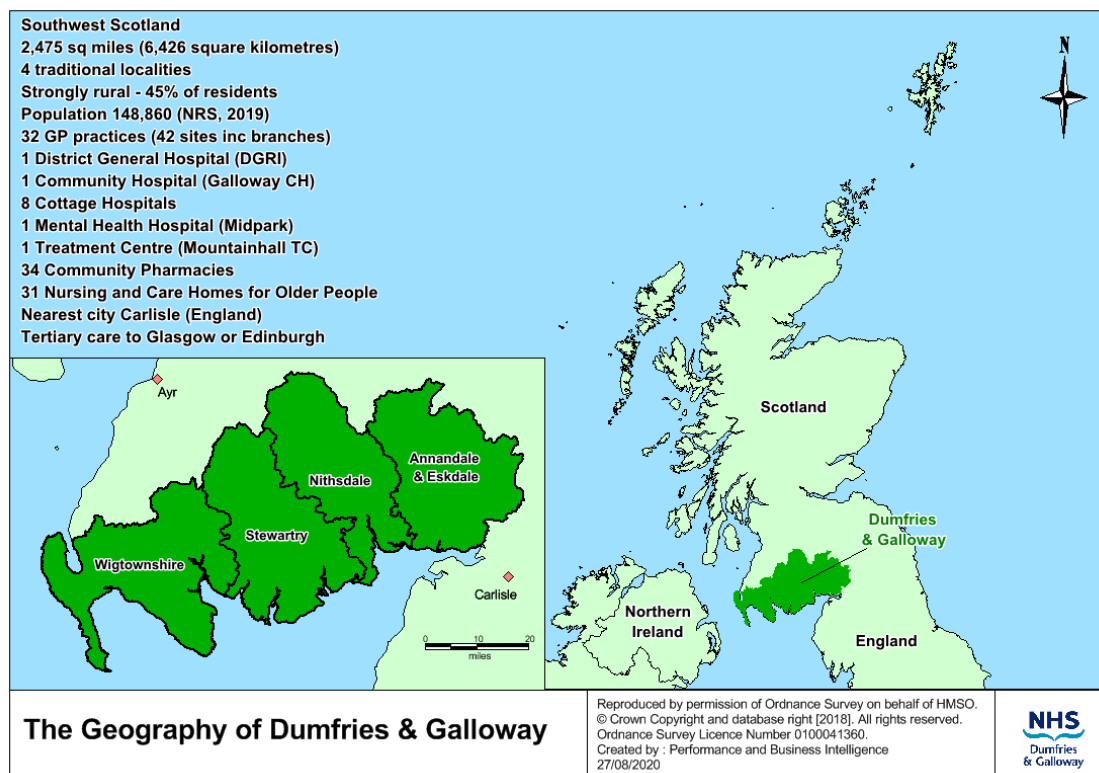 Southwest Scotland
2,475 sq miles (6,426 square kilometres)
4 traditional localities
Strongly rural - 45% of residents
Population 148,860 (NRS, 2019)
32 GP practices (42 sites inc branches)
1 District General Hospital (DGRI)
1 Community Hospital (Galloway CH)
8 Cottage Hospitals
1 Mental Health Hospital (Midpark)
1 Treatment Centre (Mountainhall TC)
34 Community Pharmacies
31 Nursing and Care Homes for Older People
Nearest city Carlisle (England)
Tertiary care to Glasgow or Edinburgh
N
Scotland
Dumfries
& Galloway
Northern
Ireland
England
Ayr
Annandale
& Eskdale
Nithsdale
Stewartry
Wigtownshire
Carlisle
0 10 20
miles
The Geography of Dumfries & Galloway
Reproduced by permission of Ordnance Survey on behalf of HMSO.
© Crown Copyright and database right [2018]. All rights reserved.
Ordnance Survey Licence Number 0100041360.
Created by : Performance and Business Intelligence
27/08/2020
NHS
Dumfries
& Galloway